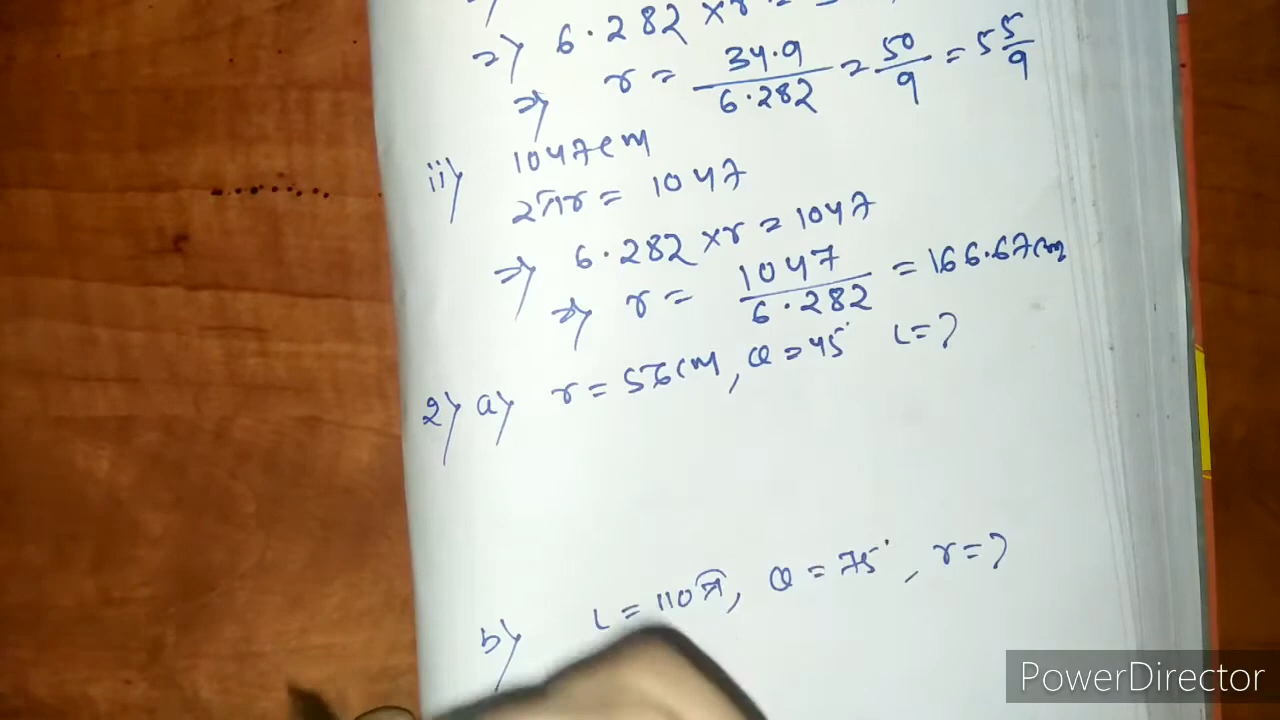 => 6.282 × r =
=> r = 34.9/6.282 = 50/9 = 5 5/9
ii) 1047cm
2πr = 1047
=> 6.282 × r = 1047
=> r = 1047/6.282 = 166.67cm
2) a) r = 56cm, θ = 45° l = ?
b) l = 110π, θ = 75°, r = ?
PowerDirector